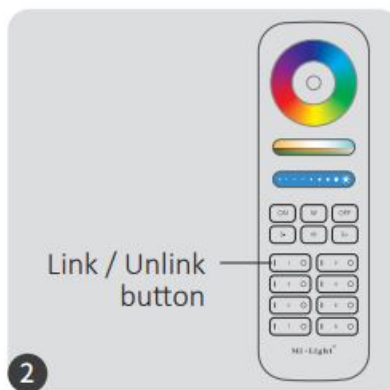 ON W OFF
S- S+
Link / Unlink
button
Mi-Light
2